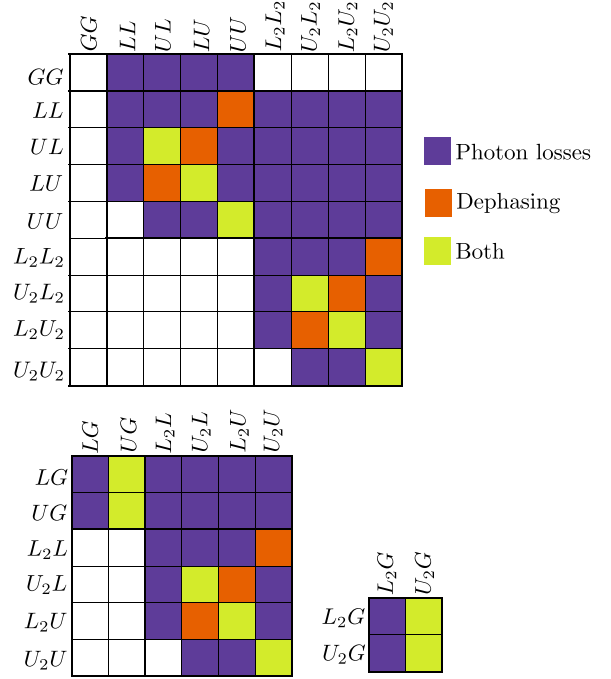 GG LL UL LU UU L₂L₂ U₂L₂ L₂U₂ U₂U₂
GG
LL
UL
LU
UU
L₂L₂
U₂L₂
L₂U₂
U₂U₂
Photon losses
Dephasing
Both
LG UG L₂L U₂L L₂U U₂U
LG
UG
L₂L
U₂L
L₂U
U₂U
L₂G U₂G
L₂G
U₂G